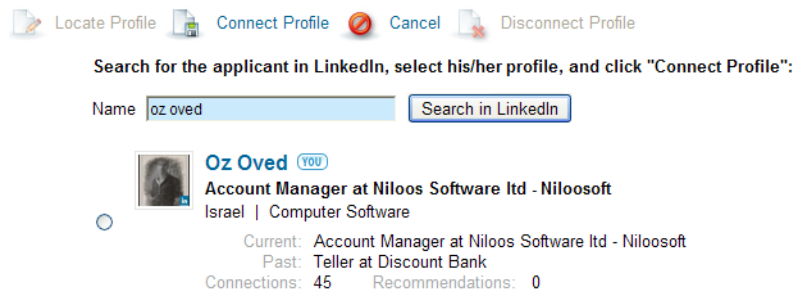 Locate Profile Connect Profile Cancel Disconnect Profile
Search for the applicant in LinkedIn, select his/her profile, and click "Connect Profile":
Name oz oved Search in LinkedIn
Oz Oved YOU
Account Manager at Niloos Software ltd - Niloosoft
Israel | Computer Software
Current: Account Manager at Niloos Software ltd - Niloosoft
Past: Teller at Discount Bank
Connections: 45 Recommendations: 0
in